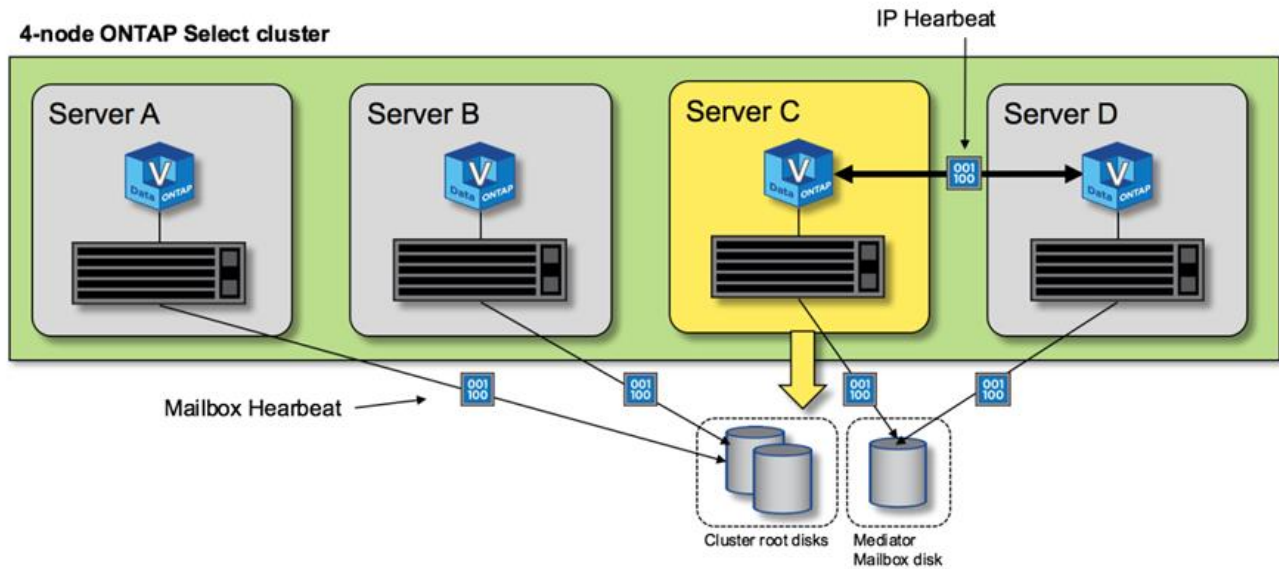 IP Hearbeat
4-node ONTAP Select cluster
Server A
Server B
Server C
Server D
V
Data ONTAP
V
Data ONTAP
V
Data ONTAP
V
Data ONTAP
001
100
001
100
001
100
001
100
001
100
Mailbox Hearbeat
Cluster root disks
Mediator
Mailbox disk